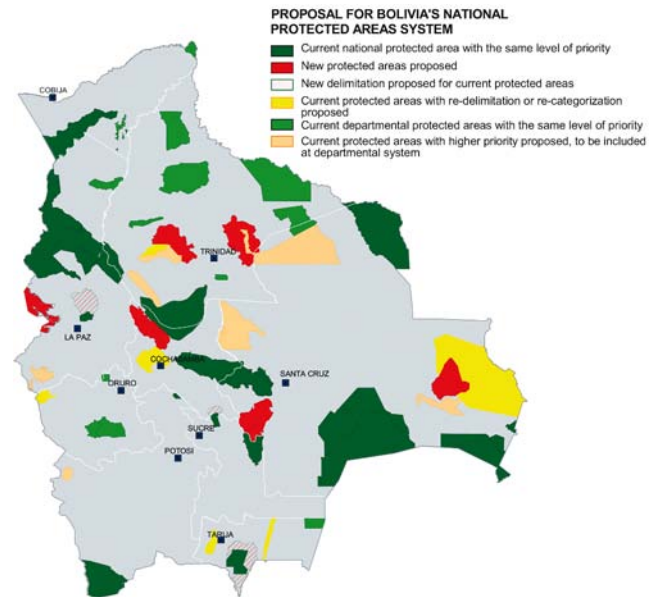 PROPOSAL FOR BOLIVIA'S NATIONAL
PROTECTED AREAS SYSTEM
Current national protected area with the same level of priority
New protected areas proposed
New delimitation proposed for current protected areas
Current protected areas with re-delimitation or re-categorization
proposed
Current departmental protected areas with the same level of priority
Current protected areas with higher priority proposed, to be included
at departmental system
COBIJA
TRINIDAD
LA PAZ
COCHABAMBA
ORURO
SANTA CRUZ
SUCRE
POTOSI
TARIJA